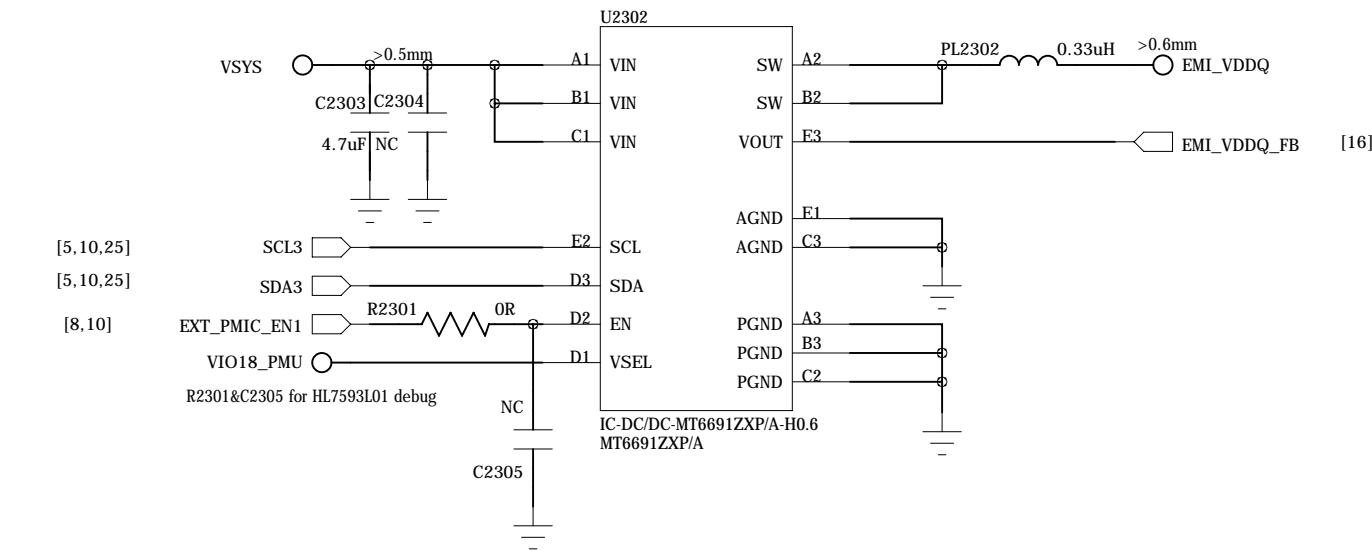 U2302
VSYS >0.5mm A1 VIN SW A2 PL2302 0.33uH >0.6mm EMI_VDDQ
C2303 C2304 B1 VIN SW B2
4.7uF NC C1 VIN VOUT E3 EMI_VDDQ_FB [16]
AGND E1
[5,10,25] SCL3 E2 SCL AGND C3
[5,10,25] SDA3 D3 SDA
[8,10] EXT_PMIC_EN1 R2301 0R D2 EN PGND A3
VIO18_PMU D1 VSEL PGND B3
PGND C2
R2301&C2305 for HL7593L01 debug
NC
IC-DC/DC-MT6691ZXP/A-H0.6
MT6691ZXP/A
C2305